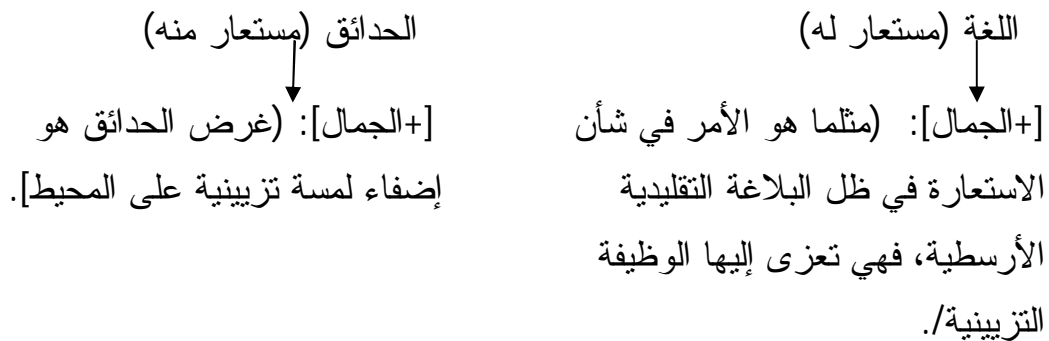 اللغة (مستعار له)
[+الجمال]: (مثلما هو الأمر في شأن
الاستعارة في ظل البلاغة التقليدية
الأرسطية، فهي تعزى إليها الوظيفة
التزيينية/.
الحدائق (مستعار منه)
[+الجمال]: (غرض الحدائق هو
إضفاء لمسة تزيينية على المحيط].